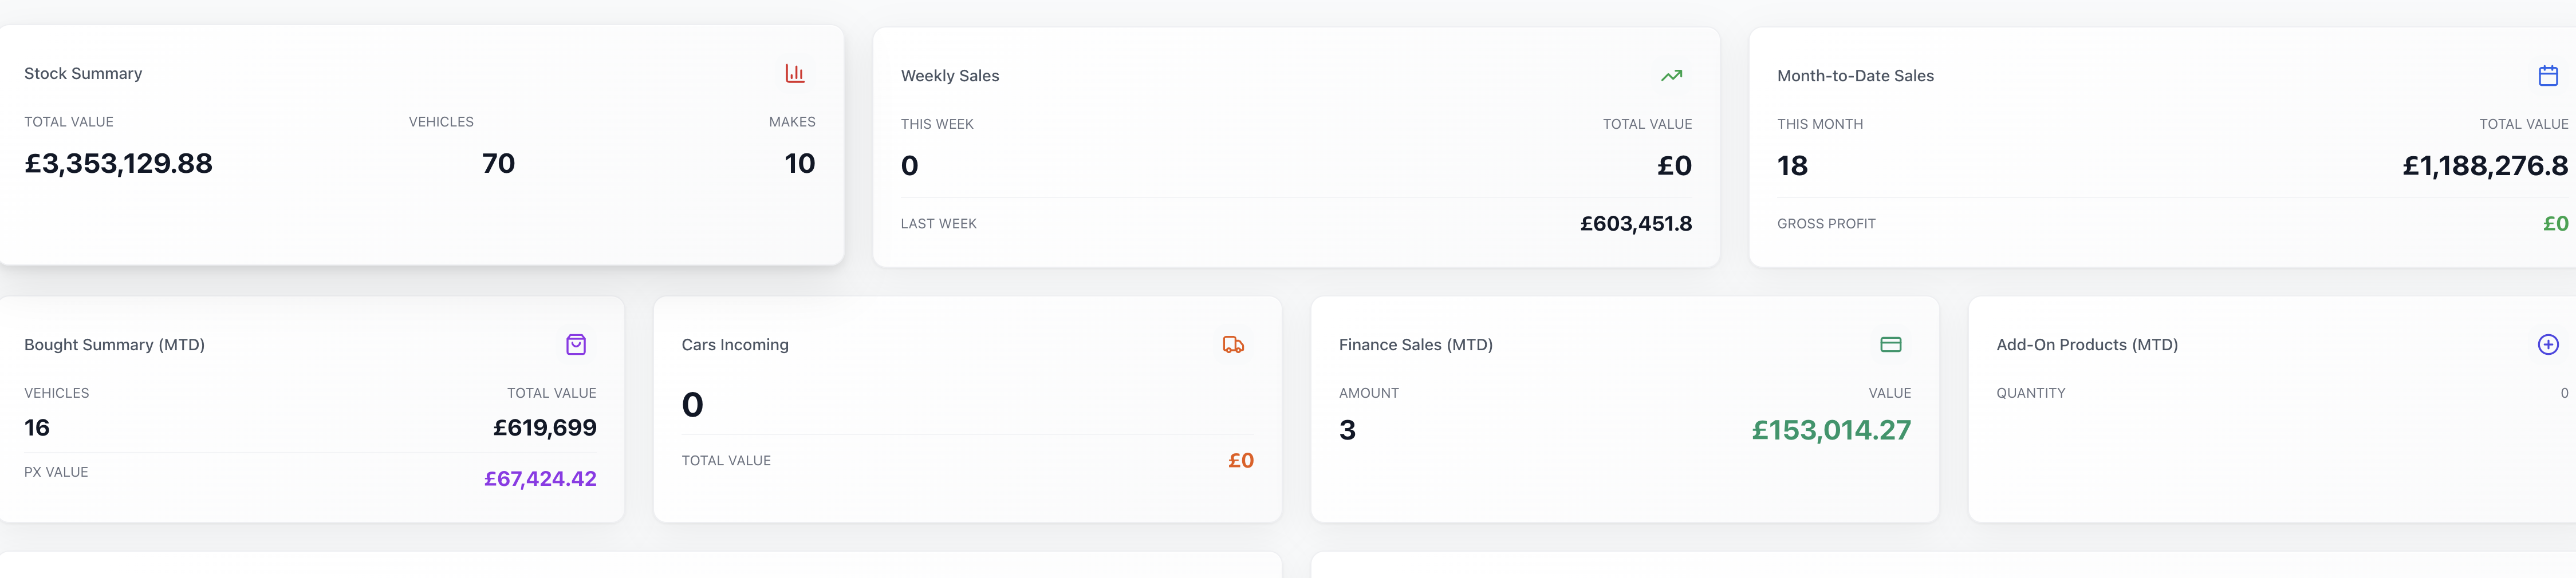 Stock Summary
TOTAL VALUE VEHICLES MAKES
£3,353,129.88 70 10
Weekly Sales
THIS WEEK TOTAL VALUE
0 £0
LAST WEEK £603,451.8
Month-to-Date Sales
THIS MONTH TOTAL VALUE
18 £1,188,276.8
GROSS PROFIT £0
Bought Summary (MTD)
VEHICLES TOTAL VALUE
16 £619,699
PX VALUE £67,424.42
Cars Incoming
0
TOTAL VALUE £0
Finance Sales (MTD)
AMOUNT VALUE
3 £153,014.27
Add-On Products (MTD)
QUANTITY 0